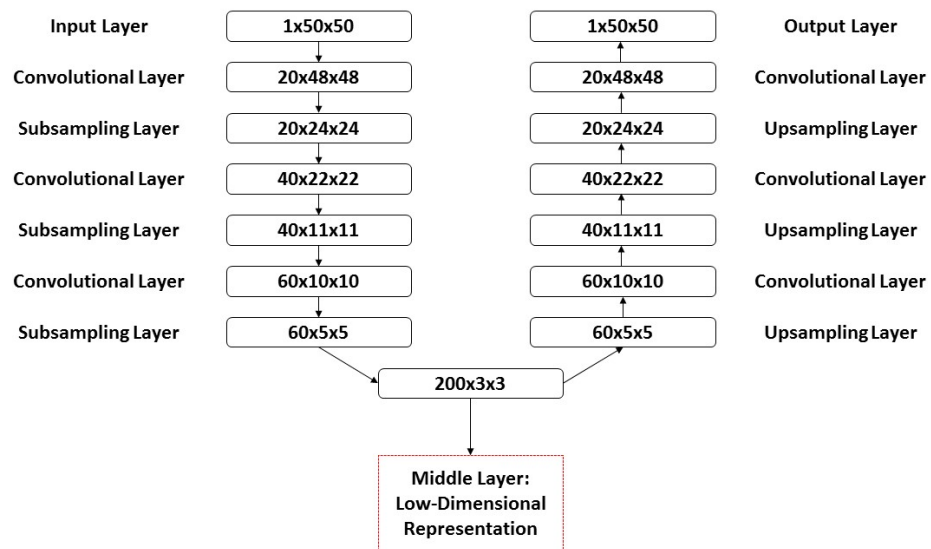 Input Layer 1x50x50 1x50x50 Output Layer
Convolutional Layer 20x48x48 20x48x48 Convolutional Layer
Subsampling Layer 20x24x24 20x24x24 Upsampling Layer
Convolutional Layer 40x22x22 40x22x22 Convolutional Layer
Subsampling Layer 40x11x11 40x11x11 Upsampling Layer
Convolutional Layer 60x10x10 60x10x10 Convolutional Layer
Subsampling Layer 60x5x5 60x5x5 Upsampling Layer
200x3x3
Middle Layer:
Low-Dimensional
Representation